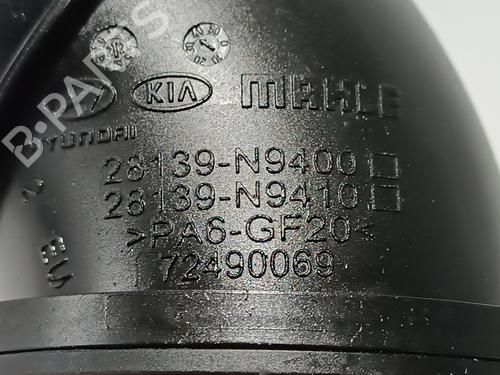 KIA MAHLE
HYUNDAI
28139-N9400
28139-N9410
>PA6-GF20<
72490069
B-PARTS